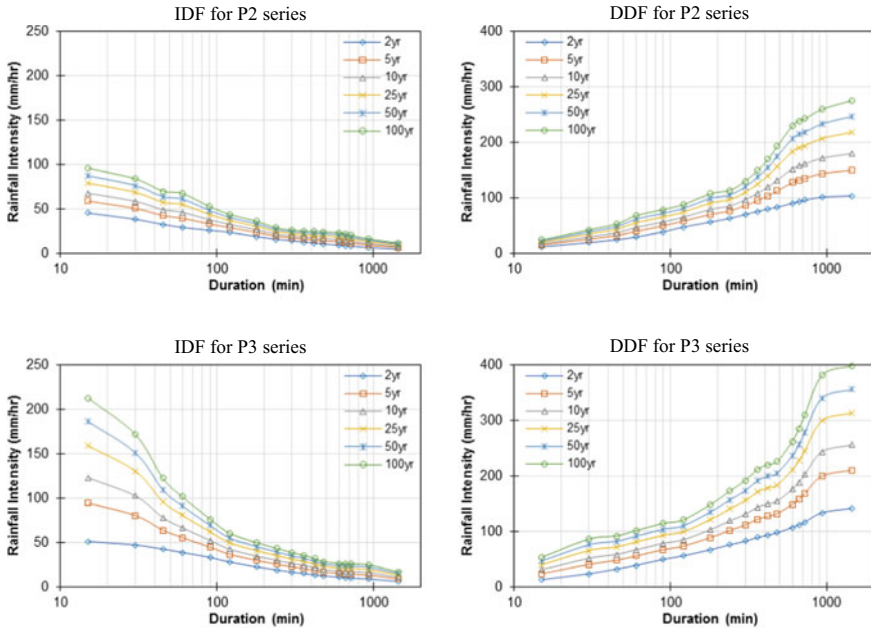 IDF for P2 series
250
200
150
100
50
0
10
100
1000
Rainfall Intensity (mm/hr)
Duration (min)
2yr
5yr
10yr
25yr
50yr
100yr
DDF for P2 series
400
300
200
100
0
10
100
1000
Rainfall Intensity (mm/hr)
Duration (min)
2yr
5yr
10yr
25yr
50yr
100yr
IDF for P3 series
250
200
150
100
50
0
10
100
1000
Rainfall Intensity (mm/hr)
Duration (min)
2yr
5yr
10yr
25yr
50yr
100yr
DDF for P3 series
400
300
200
100
0
10
100
1000
Rainfall Intensity (mm/hr)
Duration (min)
2yr
5yr
10yr
25yr
50yr
100yr